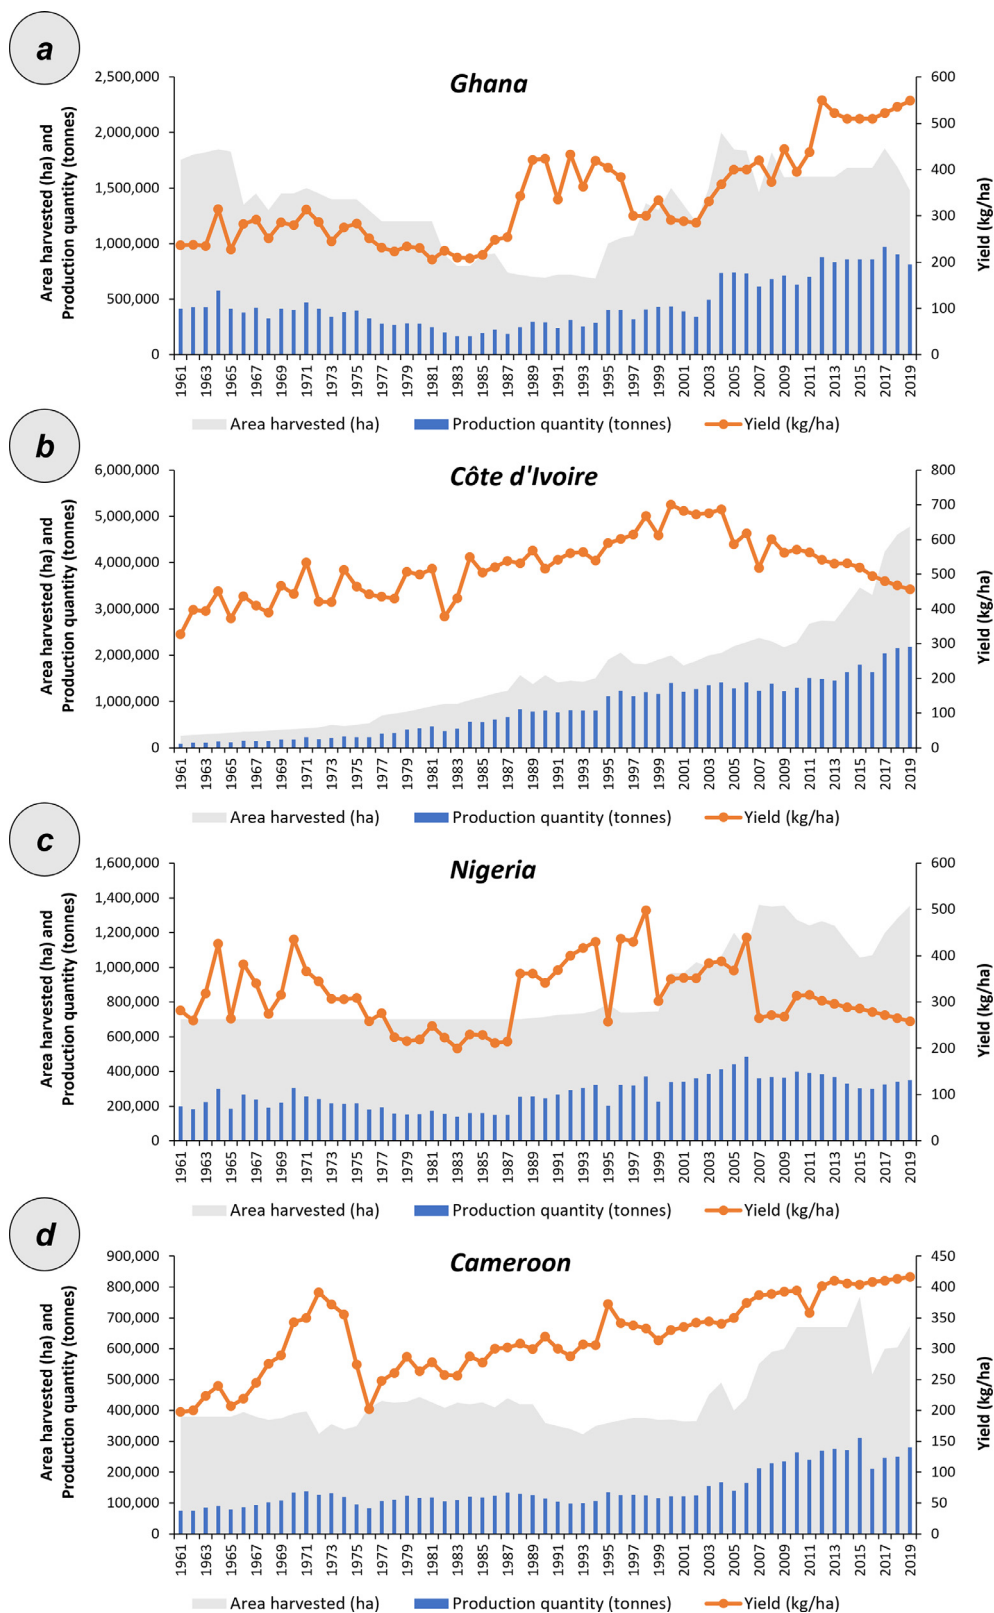 a
Ghana
Area harvested (ha) and
Production quantity (tonnes)
2,500,000
2,000,000
1,500,000
1,000,000
500,000
0
600
500
400
300
200
100
0
Yield (kg/ha)
1961 1963 1965 1967 1969 1971 1973 1975 1977 1979 1981 1983 1985 1987 1989 1991 1993 1995 1997 1999 2001 2003 2005 2007 2009 2011 2013 2015 2017 2019
Area harvested (ha) Production quantity (tonnes) Yield (kg/ha)
b
Côte d'Ivoire
Area harvested (ha) and
Production quantity (tonnes)
6,000,000
5,000,000
4,000,000
3,000,000
2,000,000
1,000,000
0
800
700
600
500
400
300
200
100
0
Yield (kg/ha)
1961 1963 1965 1967 1969 1971 1973 1975 1977 1979 1981 1983 1985 1987 1989 1991 1993 1995 1997 1999 2001 2003 2005 2007 2009 2011 2013 2015 2017 2019
Area harvested (ha) Production quantity (tonnes) Yield (kg/ha)
c
Nigeria
Area harvested (ha) and
Production quantity (tonnes)
1,600,000
1,400,000
1,200,000
1,000,000
800,000
600,000
400,000
200,000
0
600
500
400
300
200
100
0
Yield (kg/ha)
1961 1963 1965 1967 1969 1971 1973 1975 1977 1979 1981 1983 1985 1987 1989 1991 1993 1995 1997 1999 2001 2003 2005 2007 2009 2011 2013 2015 2017 2019
Area harvested (ha) Production quantity (tonnes) Yield (kg/ha)
d
Cameroon
Area harvested (ha) and
Production quantity (tonnes)
900,000
800,000
700,000
600,000
500,000
400,000
300,000
200,000
100,000
0
450
400
350
300
250
200
150
100
50
0
Yield (kg/ha)
1961 1963 1965 1967 1969 1971 1973 1975 1977 1979 1981 1983 1985 1987 1989 1991 1993 1995 1997 1999 2001 2003 2005 2007 2009 2011 2013 2015 2017 2019
Area harvested (ha) Production quantity (tonnes) Yield (kg/ha)